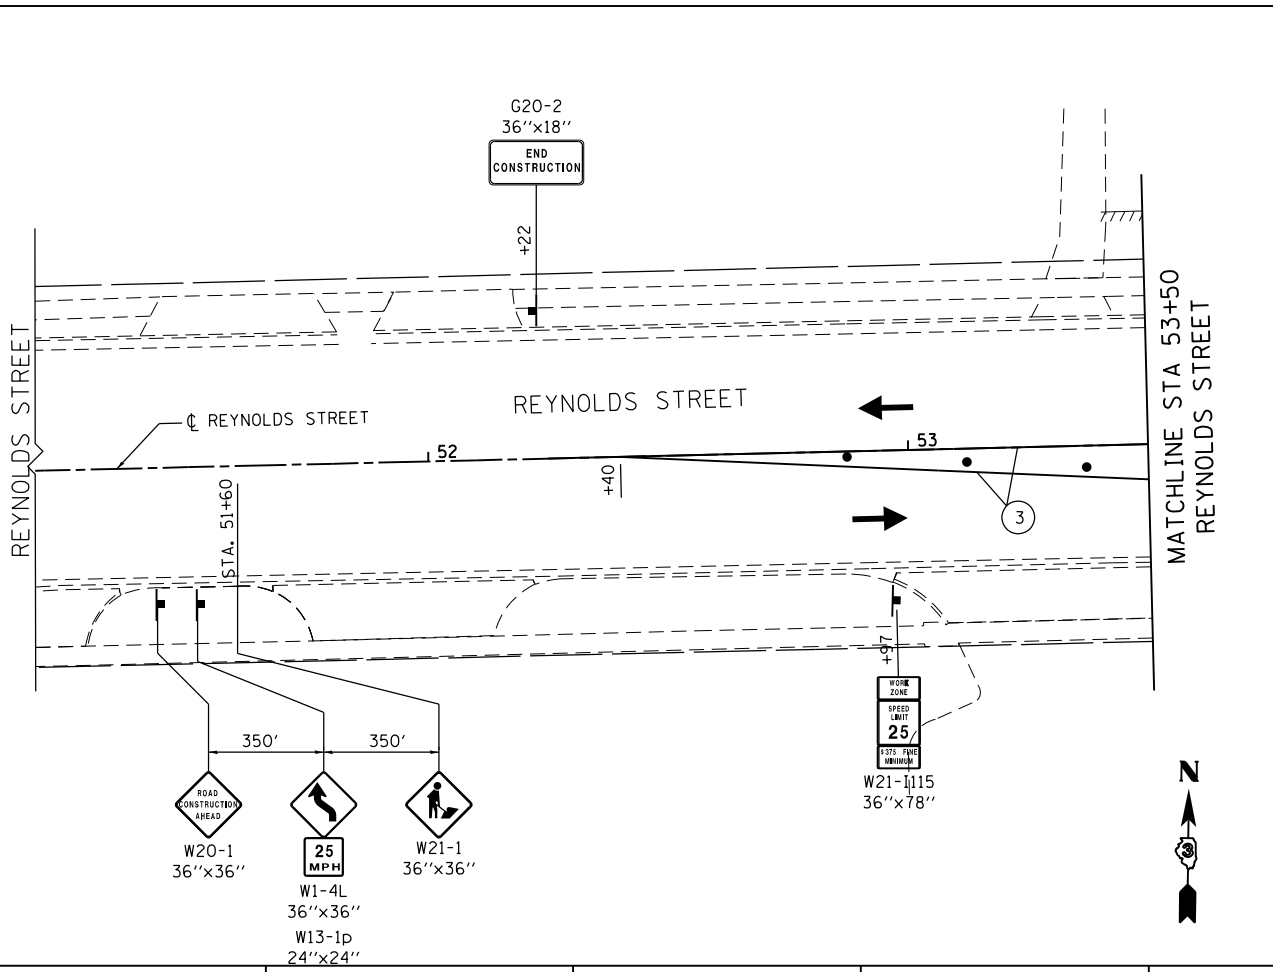 G20-2
36''x18''
END
CONSTRUCTION
+22
REYNOLDS STREET
REYNOLDS STREET
℄ REYNOLDS STREET
52
53
+40
3
STA. 51+60
MATCHLINE STA 53+50
REYNOLDS STREET
+97
WORK
ZONE
SPEED
LIMIT
25
$375 FINE
MINIMUM
W21-I115
36''x78''
350'
350'
ROAD
CONSTRUCTION
AHEAD
W20-1
36''x36''
25
MPH
W1-4L
36''x36''
W13-1p
24''x24''
W21-1
36''x36''
N
3